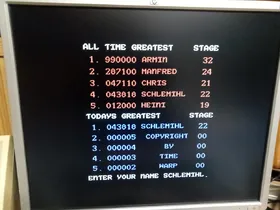 ALL TIME GREATEST STAGE
1. 990000 ARMIN 32
2. 287100 MANFRED 24
3. 047110 CHRIS 21
4. 043010 SCHLEMIHL 22
5. 012000 HEINI 19
TODAYS GREATEST STAGE
1. 043010 SCHLEMIHL 22
2. 000005 COPYRIGHT 00
3. 000004 BY 00
4. 000003 TIME 00
5. 000002 WARP 00
ENTER YOUR NAME SCHLEMIHL.